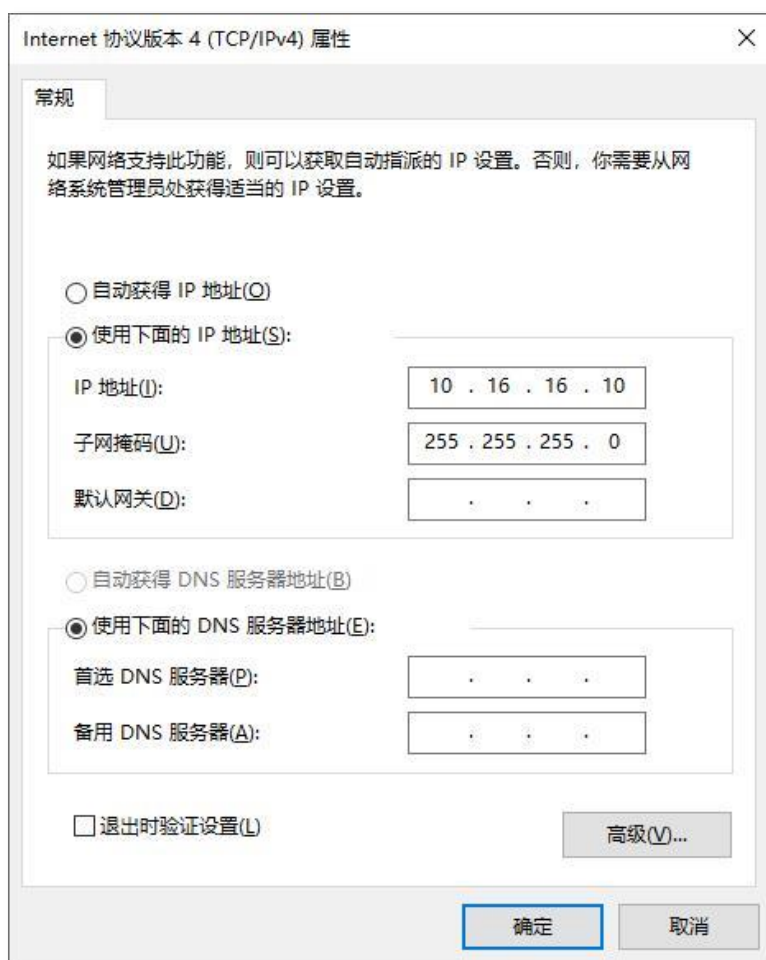 Internet 协议版本 4 (TCP/IPv4) 属性
常规
如果网络支持此功能，则可以获取自动指派的 IP 设置。否则，你需要从网
络系统管理员处获得适当的 IP 设置。
自动获得 IP 地址(O)
使用下面的 IP 地址(S):
IP 地址(I): 10 . 16 . 16 . 10
子网掩码(U): 255 . 255 . 255 . 0
默认网关(D): . . .
自动获得 DNS 服务器地址(B)
使用下面的 DNS 服务器地址(E):
首选 DNS 服务器(P): . . .
备用 DNS 服务器(A): . . .
退出时验证设置(L)
高级(V)...
确定 取消